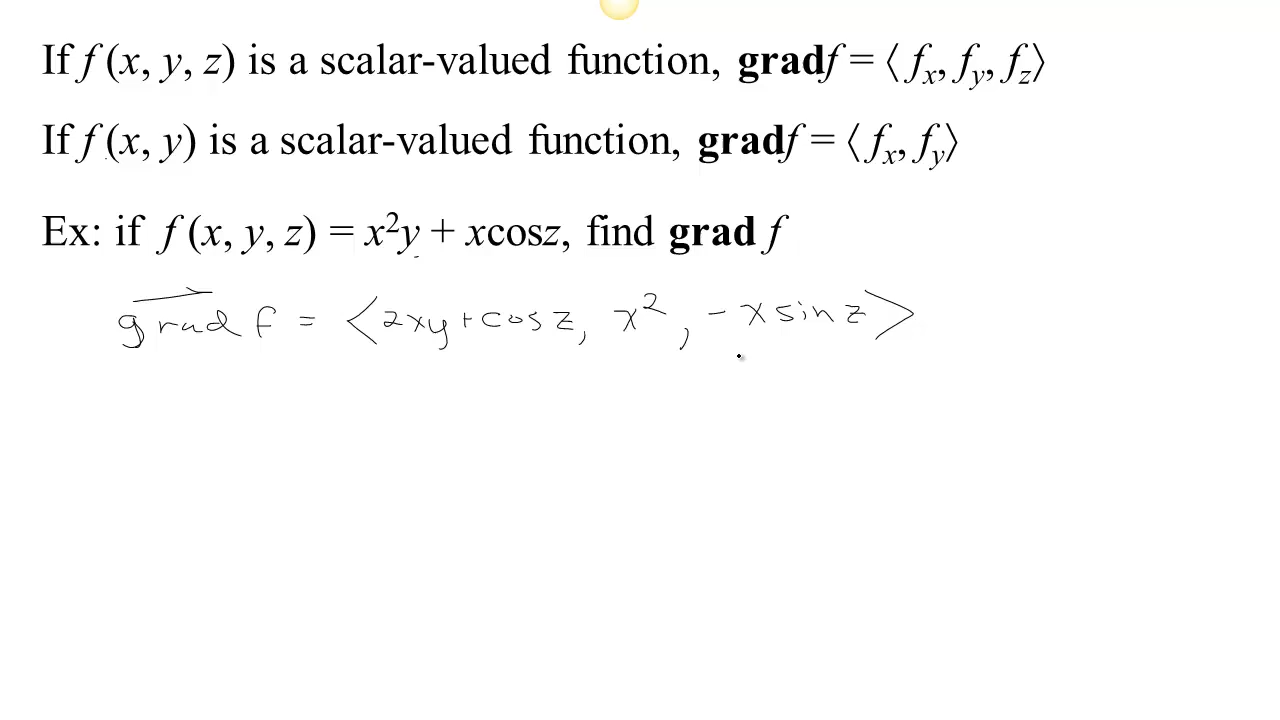 If f (x, y, z) is a scalar-valued function, gradf = ⟨ fx, fy, fz⟩
If f (x, y) is a scalar-valued function, gradf = ⟨ fx, fy⟩
Ex: if f (x, y, z) = x²y + xcosz, find grad f
grad f = ⟨2xy+cos z, x², -x sin z⟩